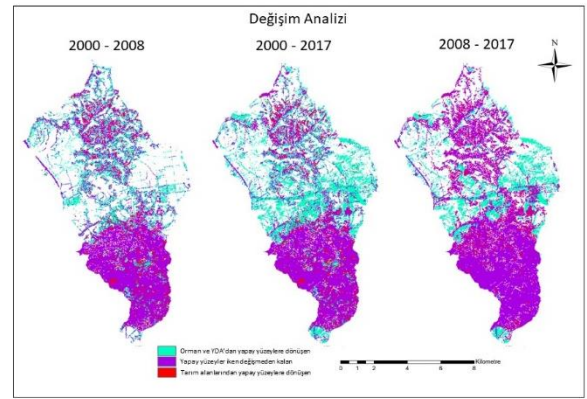 Değişim Analizi
2000 - 2008
2000 - 2017
2008 - 2017
N
Orman ve YDA'dan yapay yüzeylere dönüşen
Yapay yüzeyler iken değişmeden kalan
Tarım alanlarından yapay yüzeylere dönüşen
Kilometre
0 1 2 4 6 8